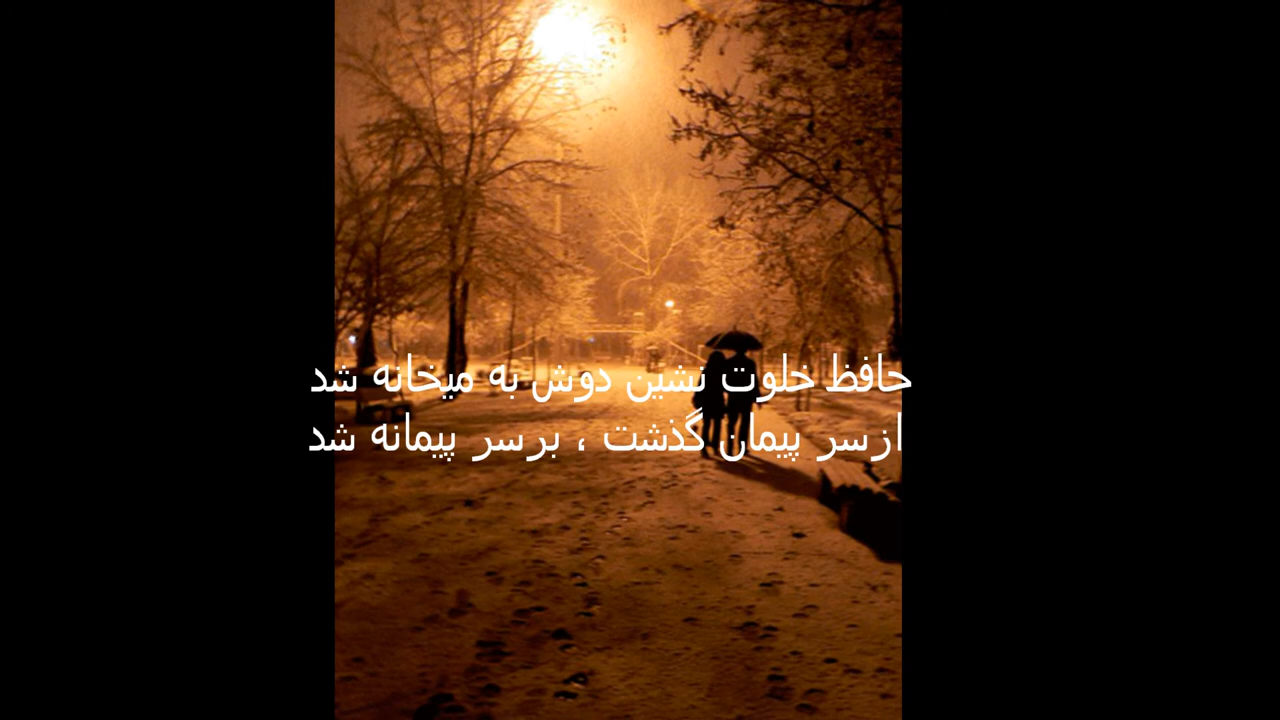 حافظ خلوت نشین دوش به میخانه شد
ازسر پیمان گذشت ، برسر پیمانه شد